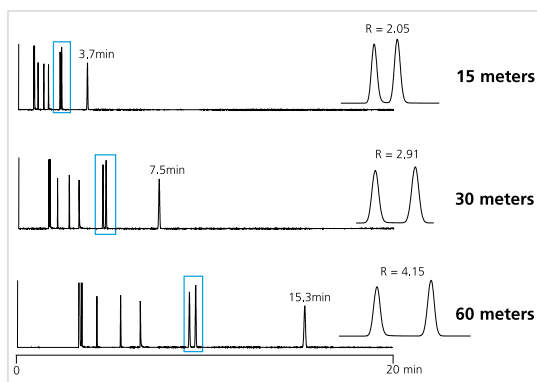 R = 2.05
3.7min
15 meters
R = 2.91
7.5min
30 meters
R = 4.15
15.3min
60 meters
0
20 min